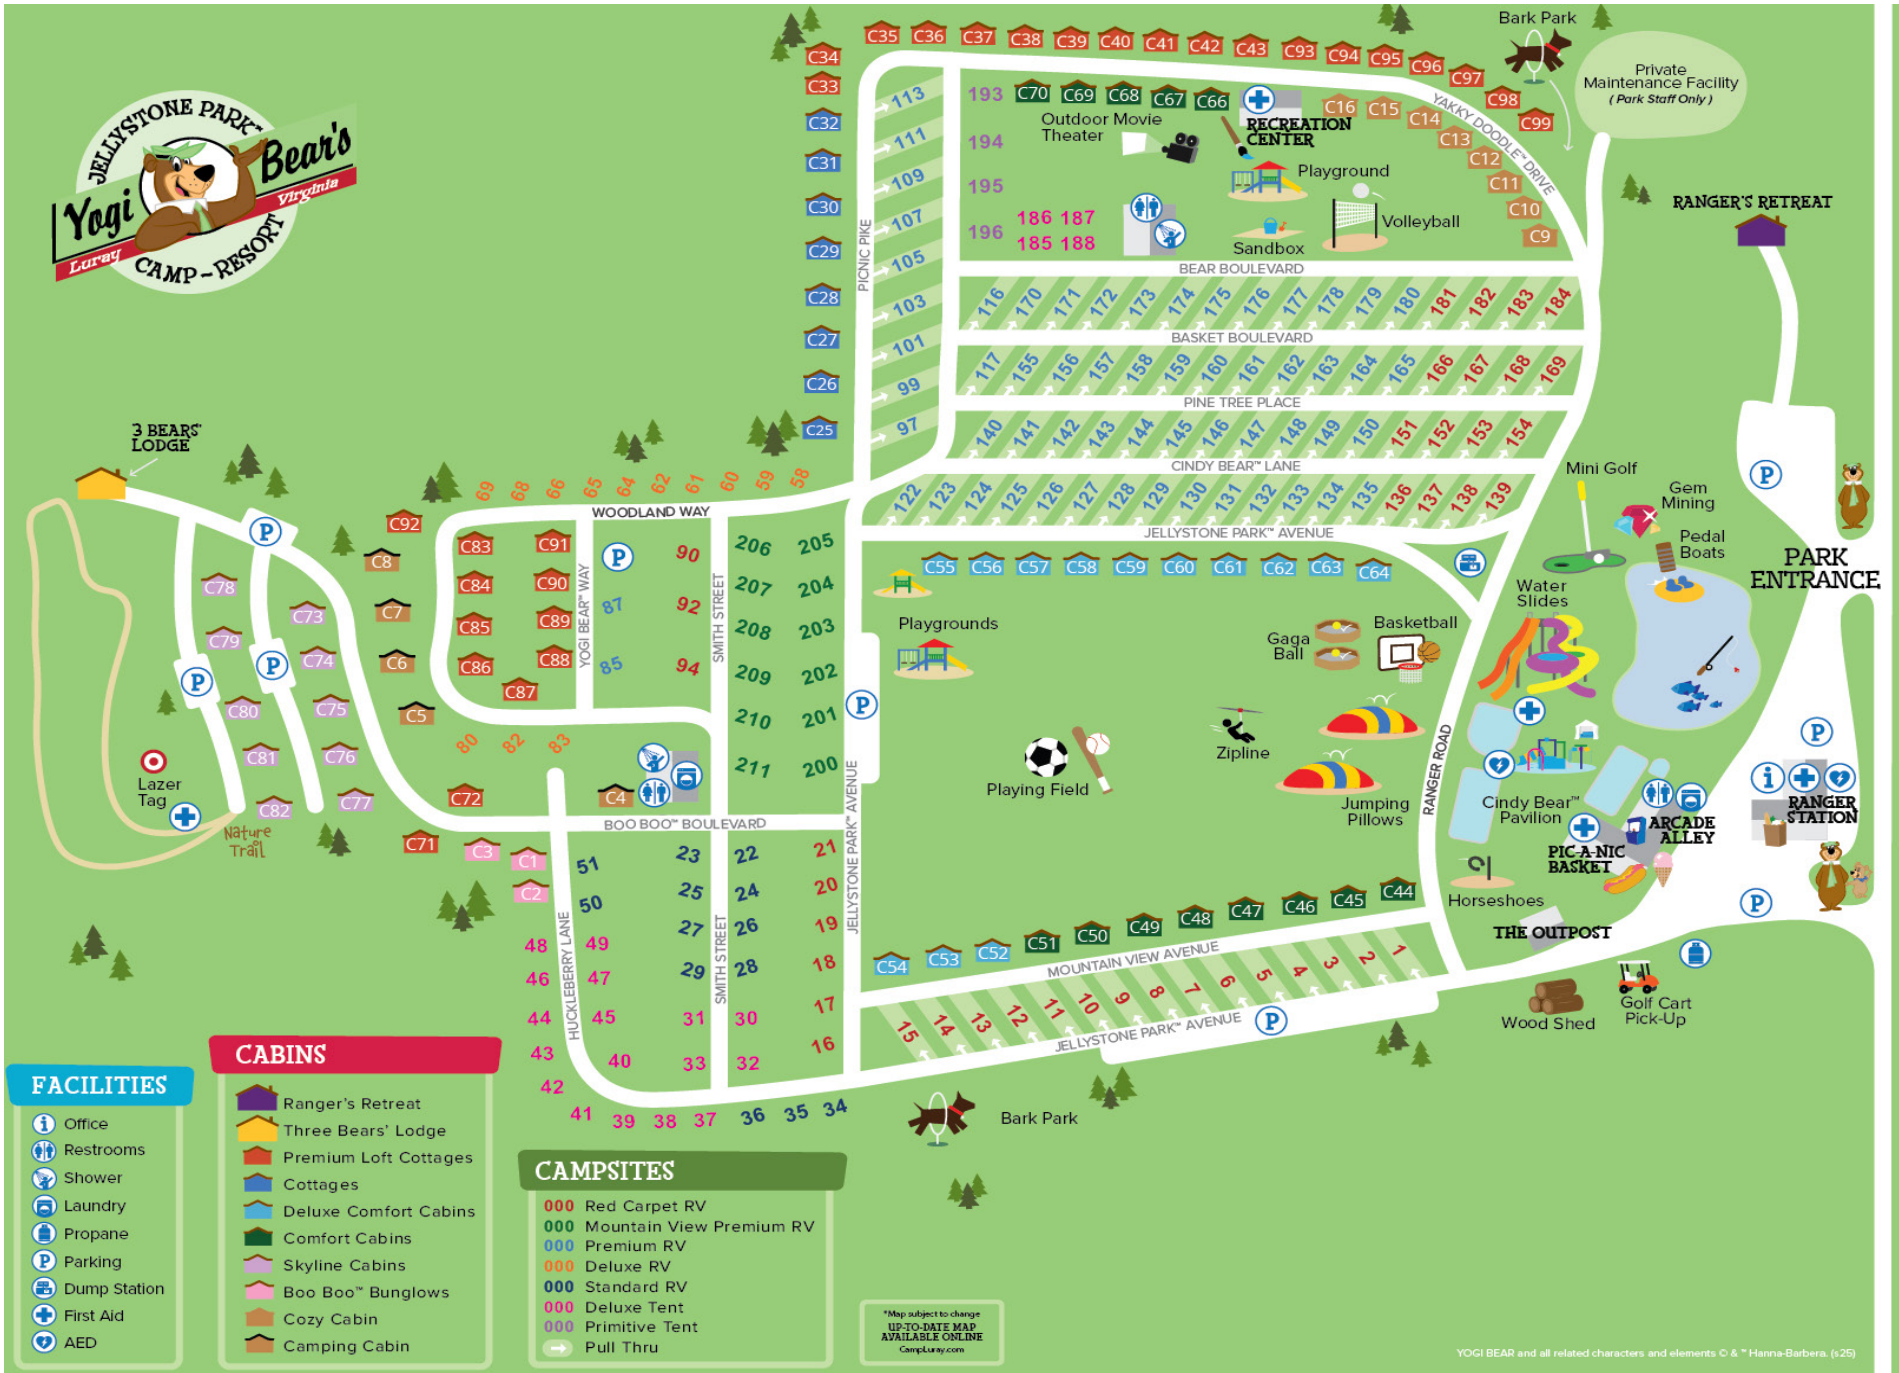 JELLYSTONE PARK™
Yogi Bear's
Luray Virginia
CAMP-RESORT
C34
C33
C32
C31
C30
C29
C28
C27
C26
C25
C35 C36 C37 C38 C39 C40 C41 C42 C43 C93 C94 C95 C96 C97 C98 C99
Bark Park
Private
Maintenance Facility
( Park Staff Only )
PICNIC PIKE
113
111
109
107
105
103
101
99
97
193
194
195
196
C70 C69 C68 C67 C66
Outdoor Movie
Theater
RECREATION
CENTER
C16 C15 C14 C13 C12 C11 C10 C9
YAKKY DOODLE™ DRIVE
Playground
186 187
185 188
Sandbox
Volleyball
RANGER'S RETREAT
BEAR BOULEVARD
116 170 171 172 173 174 175 176 177 178 179 180 181 182 183 184
BASKET BOULEVARD
117 155 156 157 158 159 160 161 162 163 164 165 166 167 168 169
PINE TREE PLACE
140 141 142 143 144 145 146 147 148 149 150 151 152 153 154
CINDY BEAR™ LANE
122 123 124 125 126 127 128 129 130 131 132 133 134 135 136 137 138 139
JELLYSTONE PARK™ AVENUE
C55 C56 C57 C58 C59 C60 C61 C62 C63 C64
3 BEARS'
LODGE
P
69 68 66 65 64 62 61 60 59 58
WOODLAND WAY
C92
C8
C7
C6
C5
C83 C91
C84 C90
C85 C89
C86 C88
C87
YOGI BEAR™ WAY
P
90
87 92
85 94
SMITH STREET
206 205
207 204
208 203
209 202
210 201
211 200
P
C78 C73
C79 C74
P P
C80 C75
C81 C76
C82 C77
Lazer
Tag
Nature
Trail
80 82 83
C72
C71
C4
BOO BOO™ BOULEVARD
JELLYSTONE PARK™ AVENUE
C3 C1
C2
51 23 22 21
50 25 24 20
27 26 19
48 49 29 28 18
46 47 17
44 45 31 30 16
43 40 33 32
42
41 39 38 37 36 35 34
HUCKLEBERRY LANE
SMITH STREET
Playgrounds
Gaga
Ball
Basketball
Zipline
Playing Field
Jumping
Pillows
RANGER ROAD
Mini Golf
Gem
Mining
Pedal
Boats
Water
Slides
P
PARK
ENTRANCE
P
Cindy Bear™
Pavilion
ARCADE
ALLEY
PIC-A-NIC
BASKET
i
RANGER
STATION
Horseshoes
THE OUTPOST
P
Wood Shed
Golf Cart
Pick-Up
C54 C53 C52 C51 C50 C49 C48 C47 C46 C45 C44
MOUNTAIN VIEW AVENUE
15 14 13 12 11 10 9 8 7 6 5 4 3 2 1
JELLYSTONE PARK™ AVENUE
P
Bark Park
FACILITIES
i Office
Restrooms
Shower
Laundry
Propane
P Parking
Dump Station
First Aid
AED
CABINS
Ranger's Retreat
Three Bears' Lodge
Premium Loft Cottages
Cottages
Deluxe Comfort Cabins
Comfort Cabins
Skyline Cabins
Boo Boo™ Bunglows
Cozy Cabin
Camping Cabin
CAMPSITES
000 Red Carpet RV
000 Mountain View Premium RV
000 Premium RV
000 Deluxe RV
000 Standard RV
000 Deluxe Tent
000 Primitive Tent
Pull Thru
*Map subject to change
UP-TO-DATE MAP
AVAILABLE ONLINE
CampLuray.com
YOGI BEAR and all related characters and elements © & ™ Hanna-Barbera. (s25)